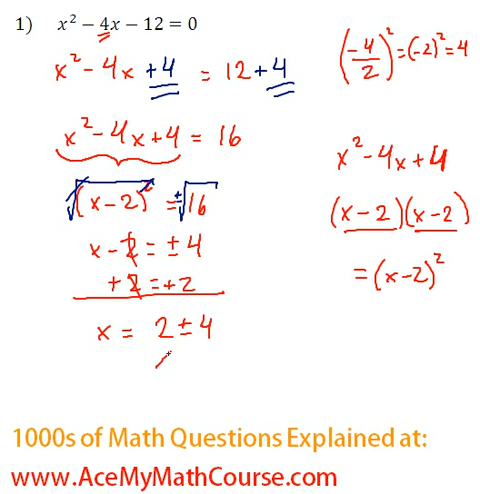 1) x² − 4x − 12 = 0
x² - 4x + 4 = 12 + 4
x² - 4x + 4 = 16
√(x - 2)² = ±√16
x - 2 = ± 4
+ 2 = + 2
x = 2 ± 4
(-4/2)² = (-2)² = 4
x² - 4x + 4
(x - 2)(x - 2)
= (x - 2)²
1000s of Math Questions Explained at:
www.AceMyMathCourse.com